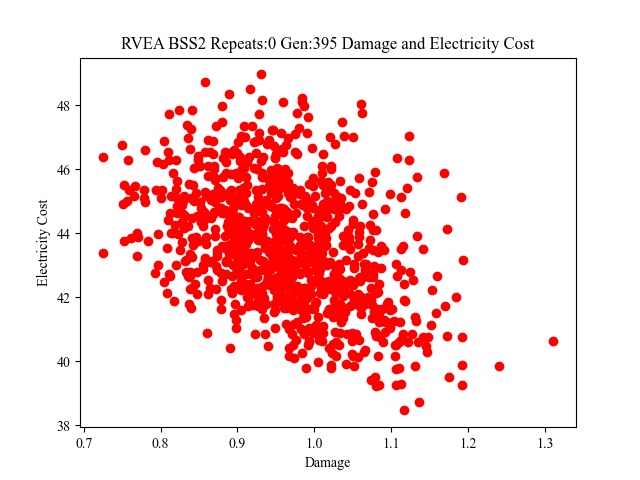 RVEA BSS2 Repeats:0 Gen:395 Damage and Electricity Cost
48
46
44
42
40
38
Electricity Cost
0.7 0.8 0.9 1.0 1.1 1.2 1.3
Damage